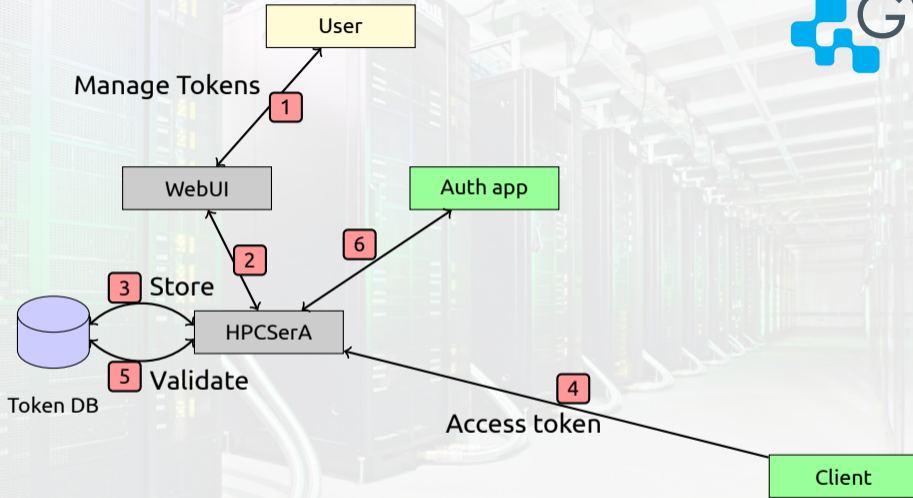 User
Manage Tokens
1
WebUI
Auth app
2
6
3 Store
HPCSerA
5 Validate
Token DB
4
Access token
Client